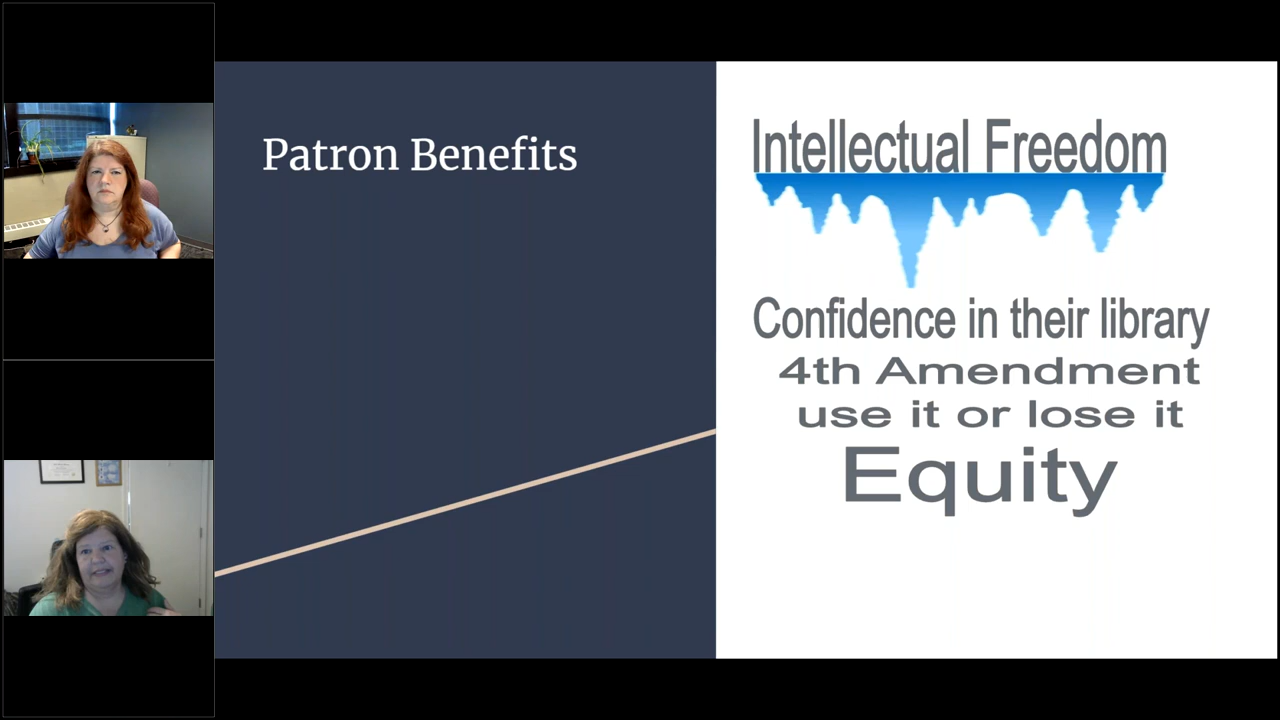 Patron Benefits
Intellectual Freedom
Confidence in their library
4th Amendment
use it or lose it
Equity